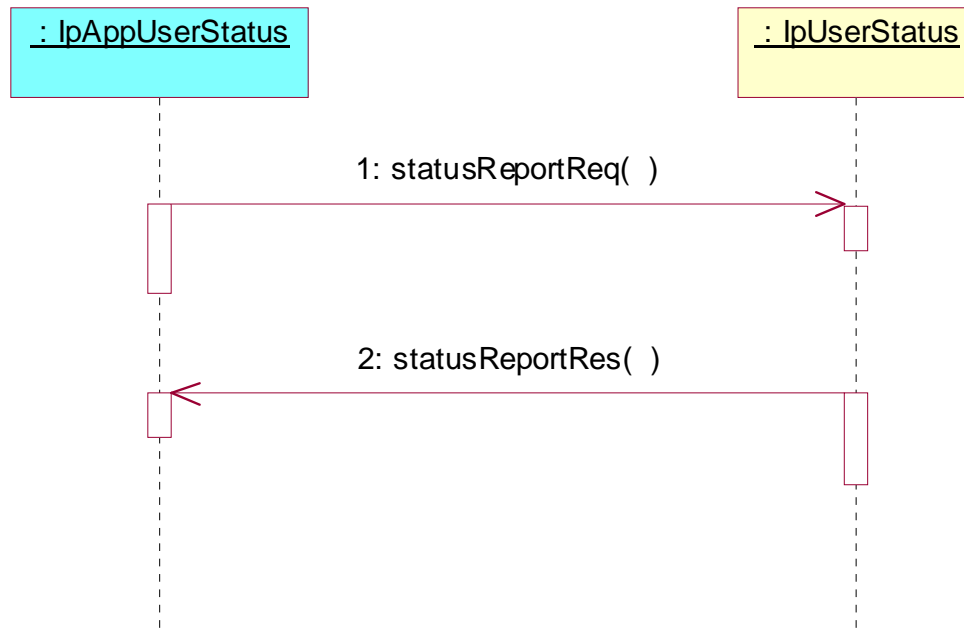 : IpAppUserStatus
: IpUserStatus
1: statusReportReq( )
2: statusReportRes( )